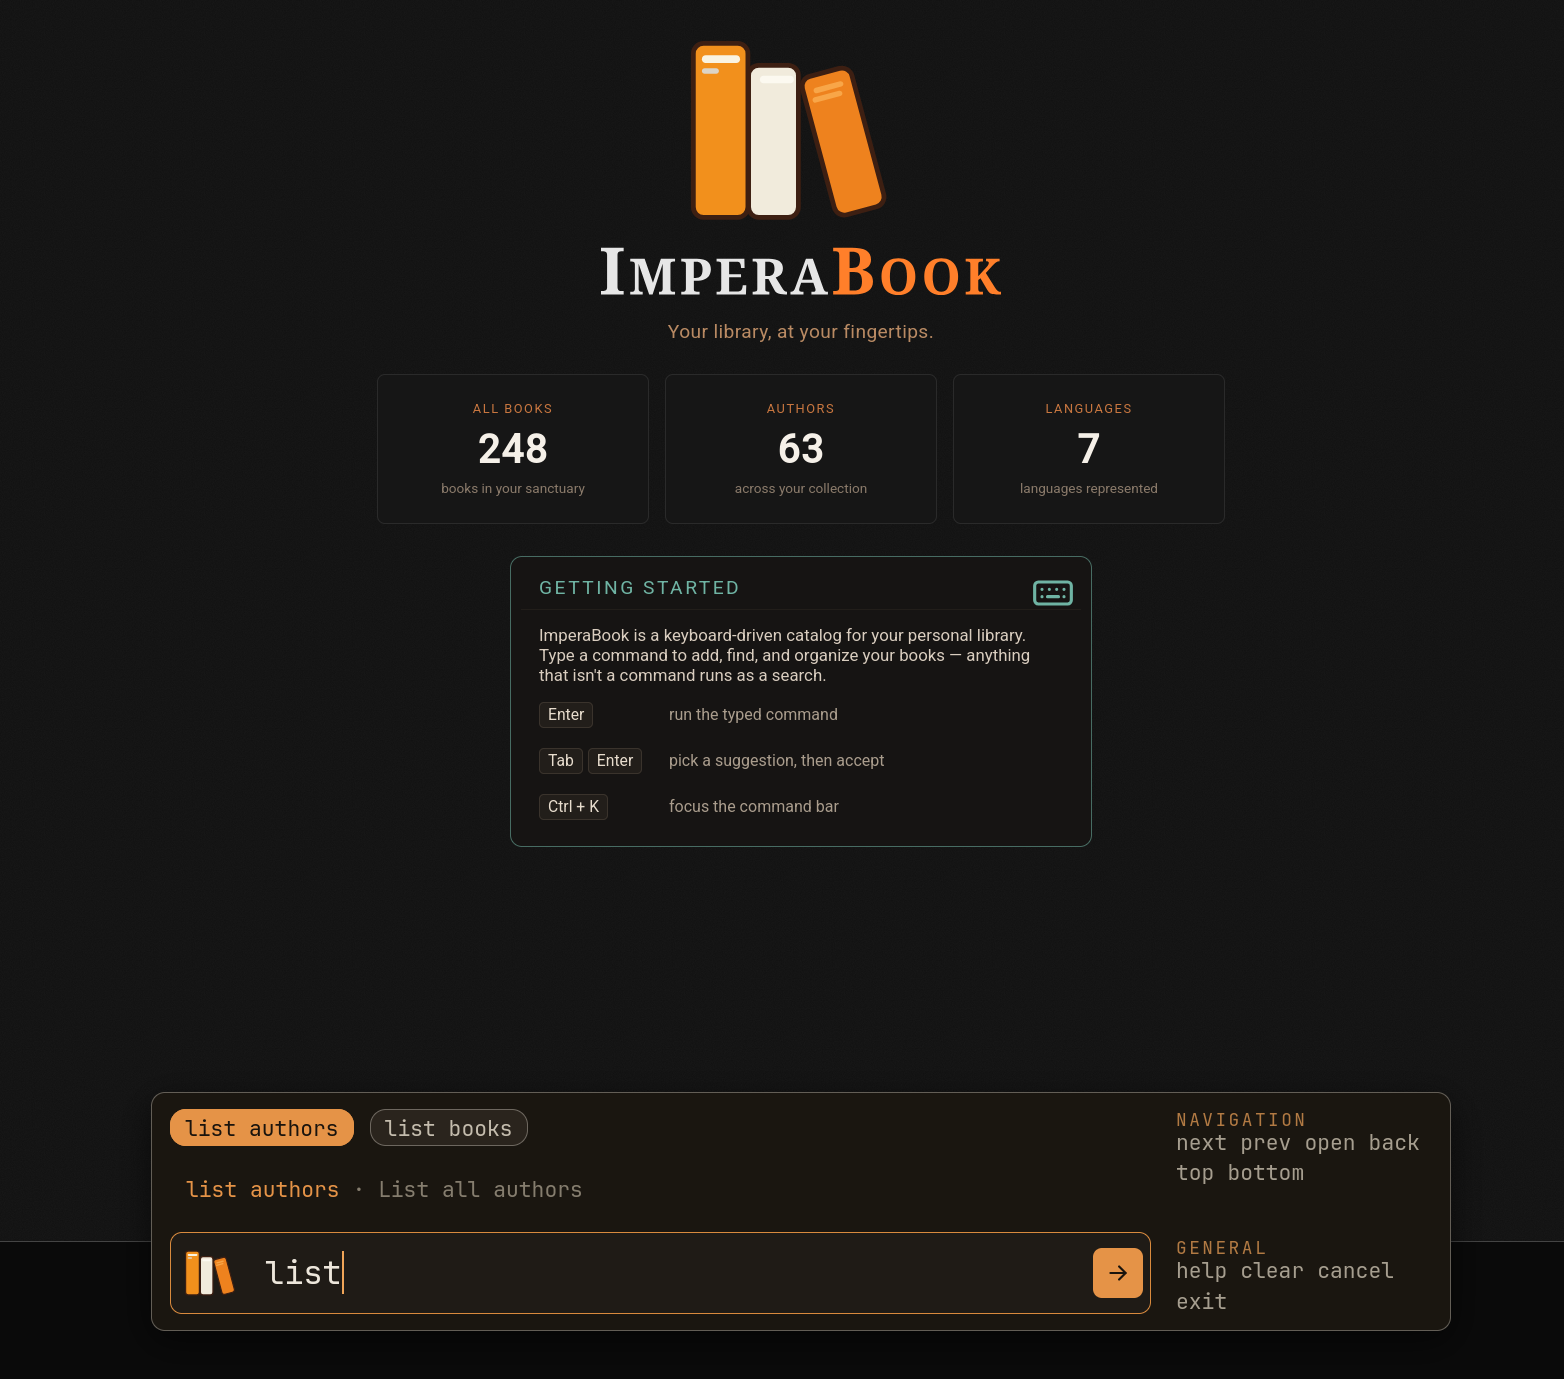 ImperaBook
Your library, at your fingertips.
ALL BOOKS
248
books in your sanctuary
AUTHORS
63
across your collection
LANGUAGES
7
languages represented
GETTING STARTED
ImperaBook is a keyboard-driven catalog for your personal library.
Type a command to add, find, and organize your books — anything
that isn't a command runs as a search.
Enter run the typed command
Tab Enter pick a suggestion, then accept
Ctrl + K focus the command bar
list authors list books
list authors · List all authors
list
NAVIGATION
next prev open back
top bottom
GENERAL
help clear cancel
exit